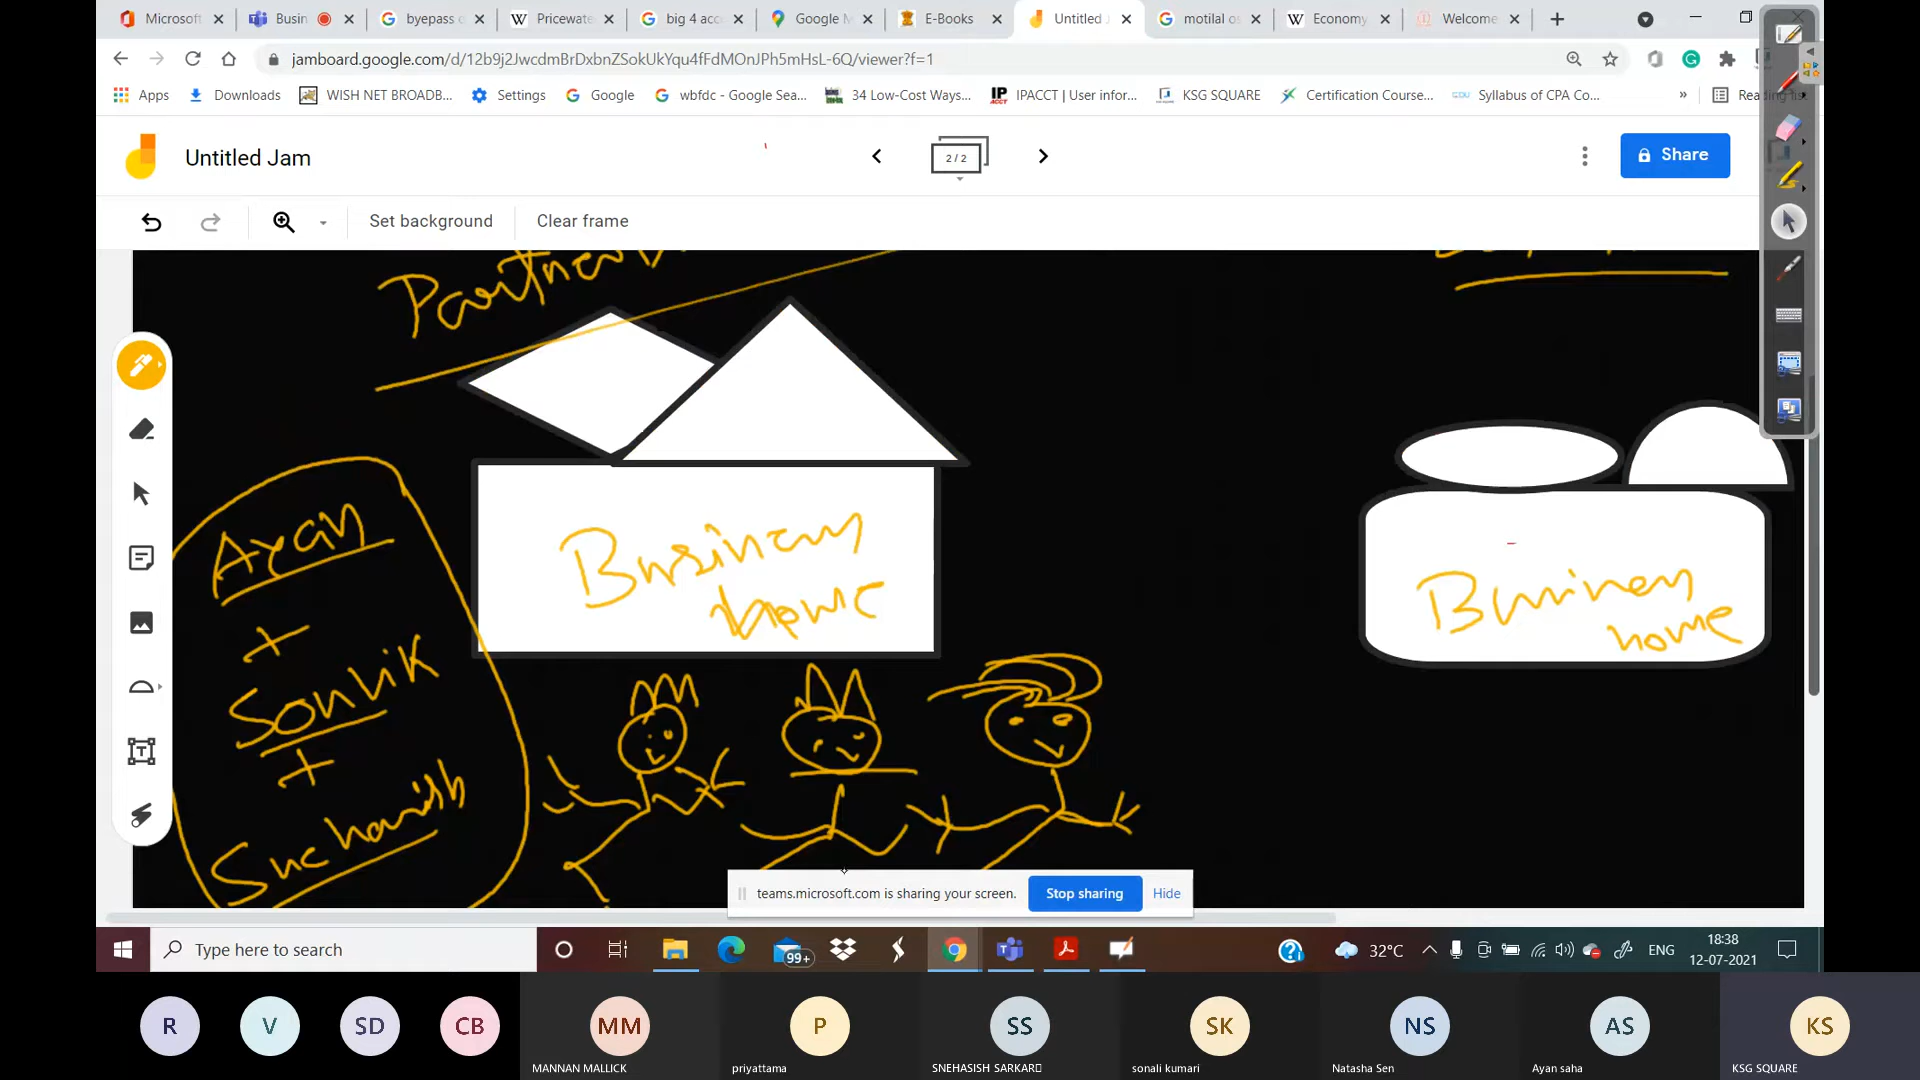 Microsoft
Busin
byepass
Pricewate
big 4 acc
Google M
E-Books
Untitled J
motilal os
Economy
Welcome
jamboard.google.com/d/12b9j2JwcdmBrDxbnZSokUkYqu4fFdMOnJPh5mHsL-6Q/viewer?f=1
Apps
Downloads
WISH NET BROADB...
Settings
Google
wbfdc - Google Sea...
34 Low-Cost Ways...
IPACCT | User infor...
KSG SQUARE
Certification Course...
Syllabus of CPA Co...
»
Untitled Jam
2 / 2
Share
Set background
Clear frame
Ayan
+
Souvik
+
Suchanish
Business
home
Business
home
teams.microsoft.com is sharing your screen.
Stop sharing
Hide
Type here to search
99+
32°C
ENG
18:38
12-07-2021
R
V
SD
CB
MM
P
SS
SK
NS
AS
KS
MANNAN MALLICK
priyattama
SNEHASISH SARKAR
sonali kumari
Natasha Sen
Ayan saha
KSG SQUARE